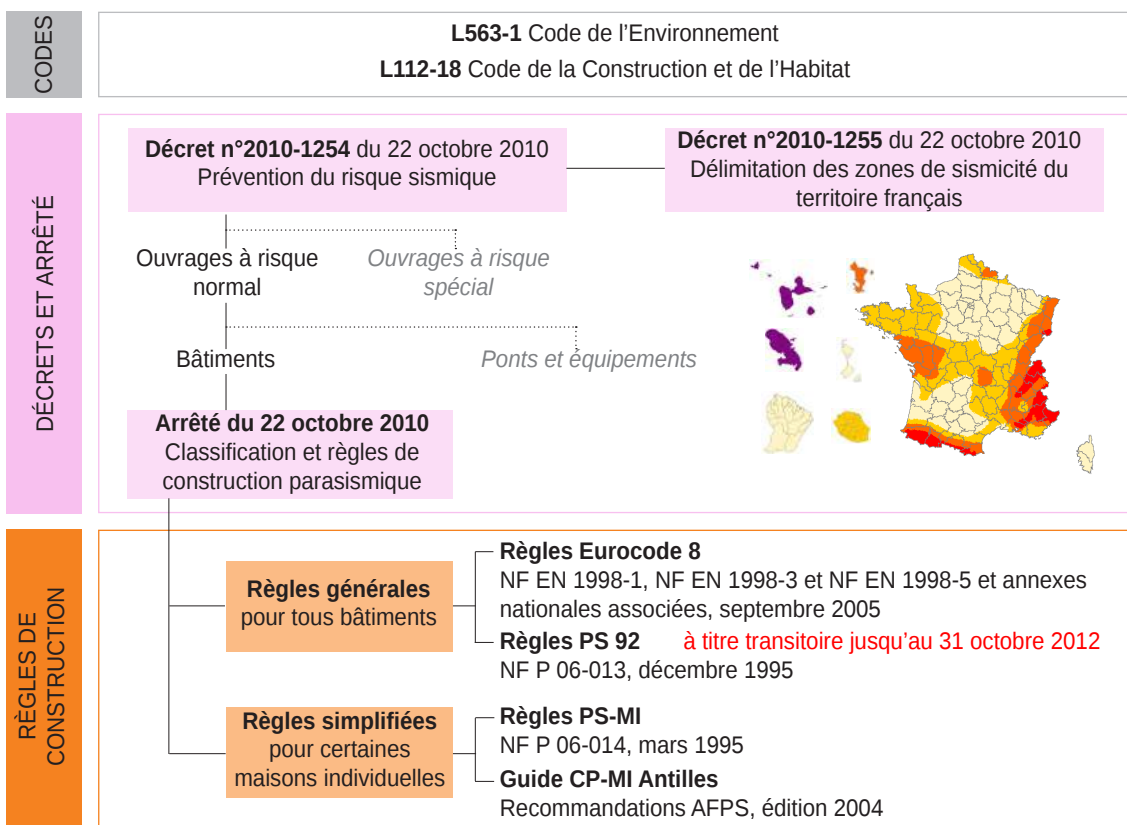 CODES
L563-1 Code de l'Environnement
L112-18 Code de la Construction et de l'Habitat
DÉCRETS ET ARRÊTÉ
Décret n°2010-1254 du 22 octobre 2010
Prévention du risque sismique
Décret n°2010-1255 du 22 octobre 2010
Délimitation des zones de sismicité du
territoire français
Ouvrages à risque
normal
Ouvrages à risque
spécial
Bâtiments
Ponts et équipements
Arrêté du 22 octobre 2010
Classification et règles de
construction parasismique
RÈGLES DE
CONSTRUCTION
Règles générales
pour tous bâtiments
Règles Eurocode 8
NF EN 1998-1, NF EN 1998-3 et NF EN 1998-5 et annexes
nationales associées, septembre 2005
Règles PS 92 à titre transitoire jusqu'au 31 octobre 2012
NF P 06-013, décembre 1995
Règles simplifiées
pour certaines
maisons individuelles
Règles PS-MI
NF P 06-014, mars 1995
Guide CP-MI Antilles
Recommandations AFPS, édition 2004